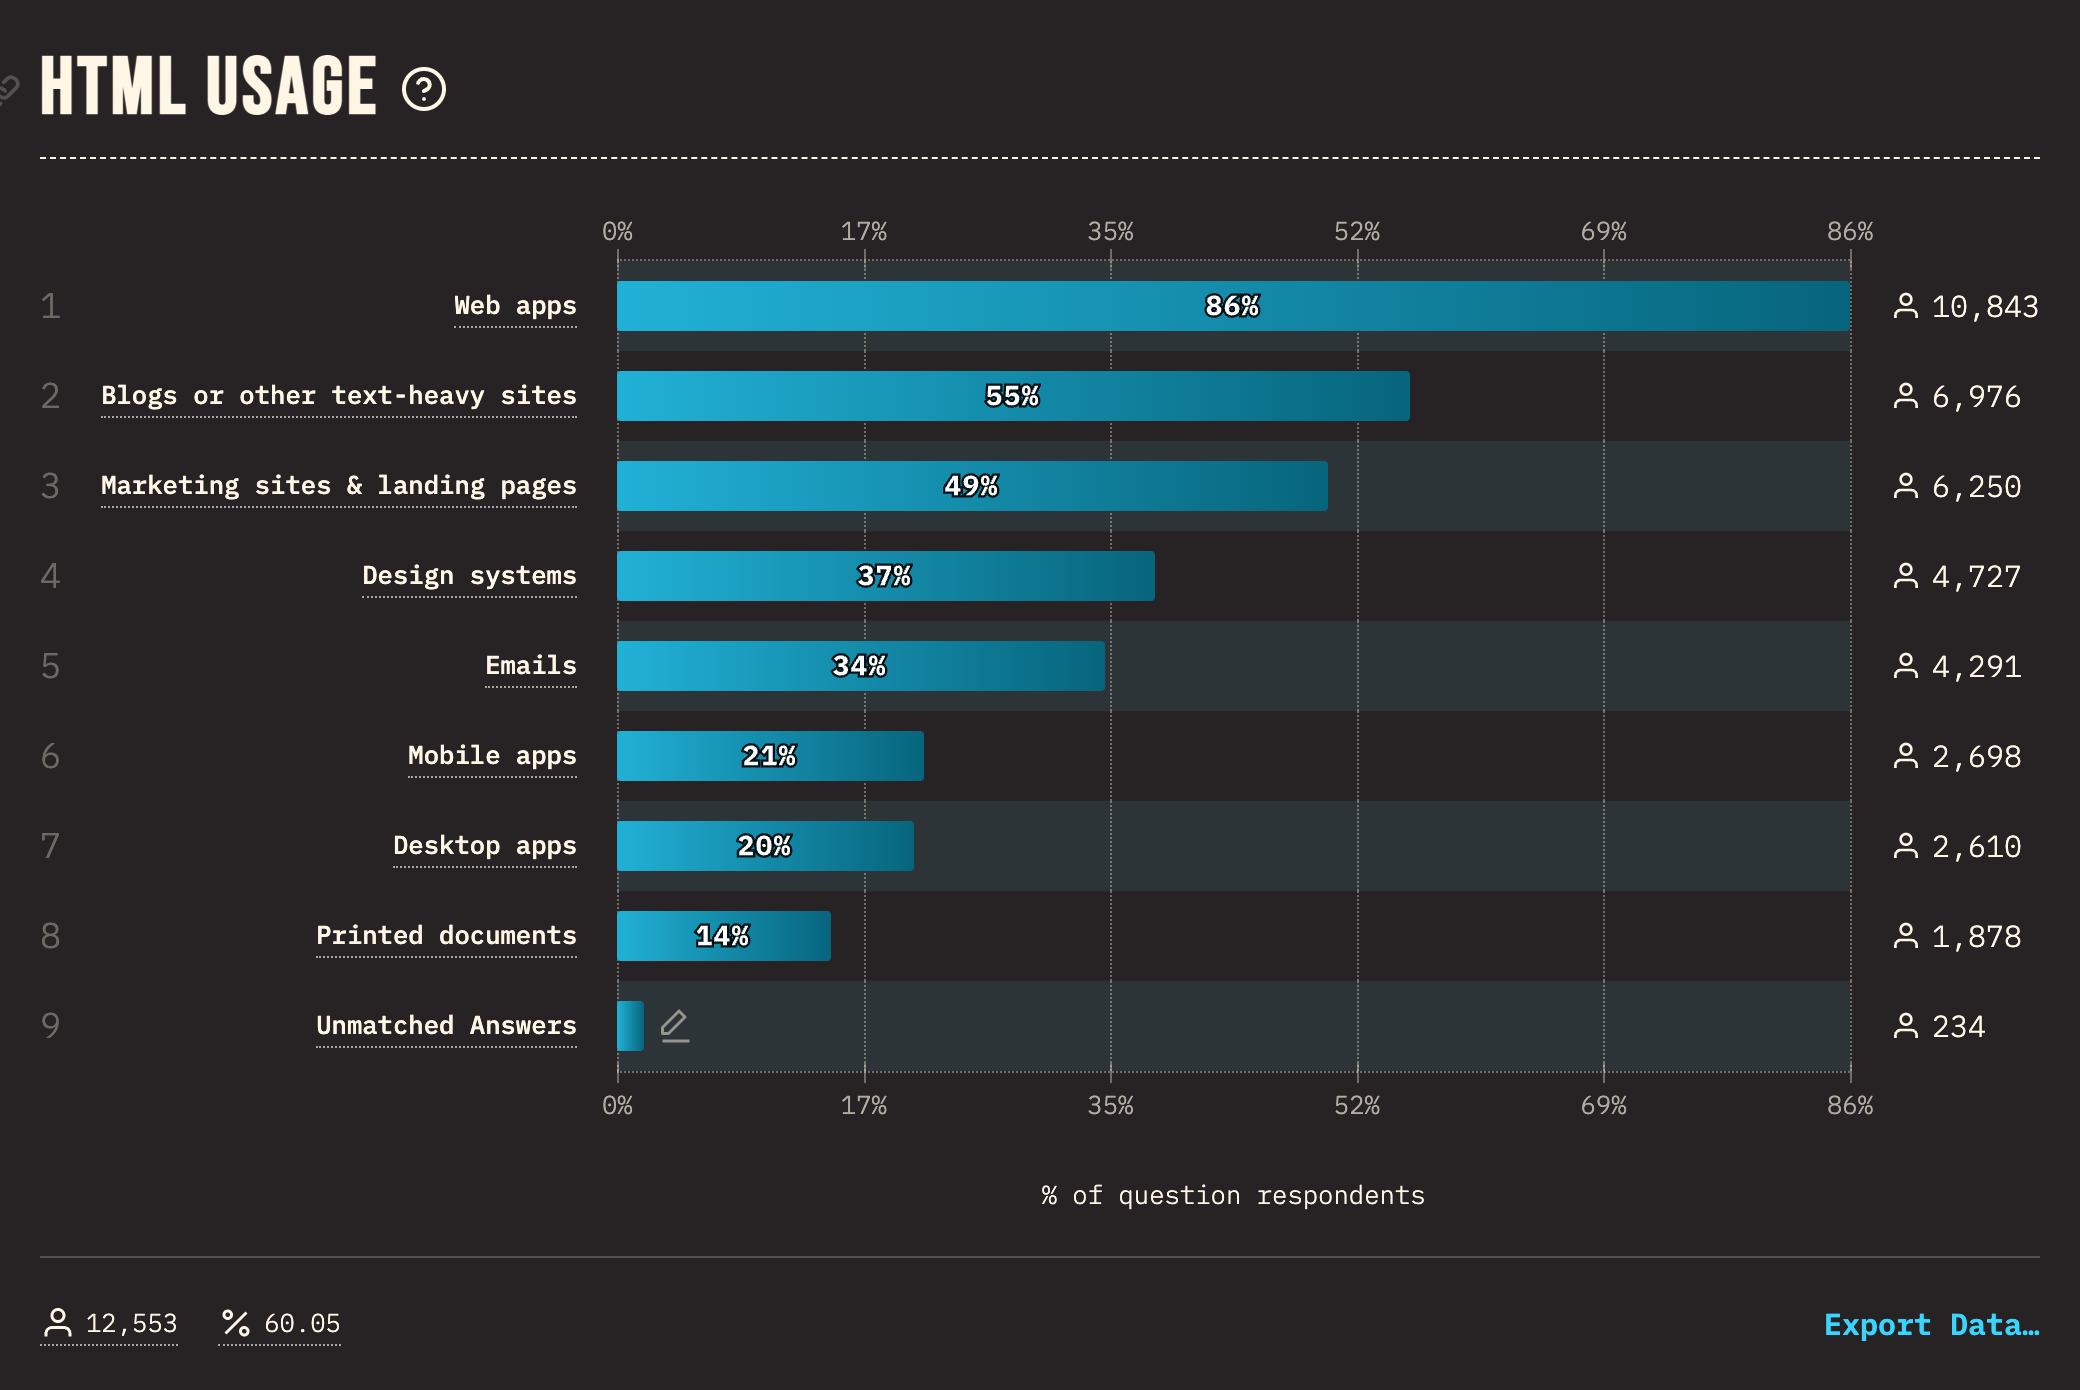 HTML USAGE
0% 17% 35% 52% 69% 86%
1 Web apps 86% 10,843
2 Blogs or other text-heavy sites 55% 6,976
3 Marketing sites & landing pages 49% 6,250
4 Design systems 37% 4,727
5 Emails 34% 4,291
6 Mobile apps 21% 2,698
7 Desktop apps 20% 2,610
8 Printed documents 14% 1,878
9 Unmatched Answers 234
0% 17% 35% 52% 69% 86%
% of question respondents
12,553 % 60.05 Export Data…